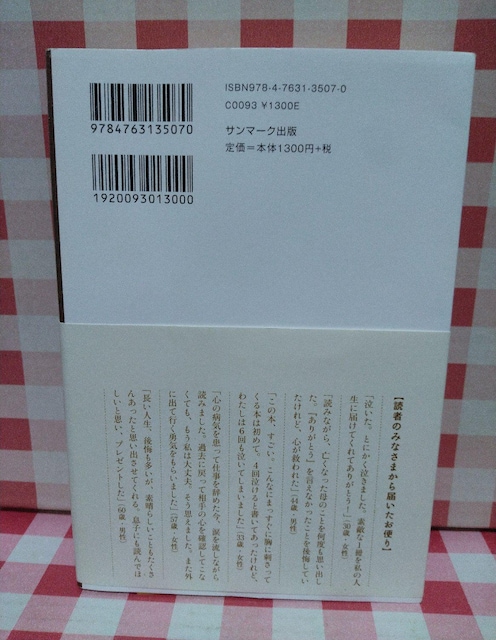 ISBN978-4-7631-3507-0
C0093 ¥1300E
サンマーク出版
定価=本体1300円+税
9784763135070
1920093013000
【読者のみなさまから届いたお便り】
「泣いた、とにかく泣きました。素敵な1冊を私の人
生に届けてくれてありがとう!」(30歳・女性)
「読みながら、亡くなった母のことを何度も思い出し
た。『ありがとう』を言えなかったことを後悔してい
たけれど、心が救われた」(44歳・男性)
「この本、すごい。こんなにまっすぐに胸に刺さって
くる本は初めて。4回泣けると書いてあったけれど、
わたしは6回も泣いてしまいました」(33歳・女性)
「心の病気を患って仕事を辞めた今、涙を流しながら
読みました。過去に戻って相手の心を確認してこな
くても、もう私は大丈夫。そう思えました。また外
に出て行く勇気をもらいました」(37歳・女性)
「長い人生、後悔も多いが、素晴らしいこともたくさ
んあったと思い出させてくれる。息子にも読んでほ
しいと思い、プレゼントした」(60歳・男性)